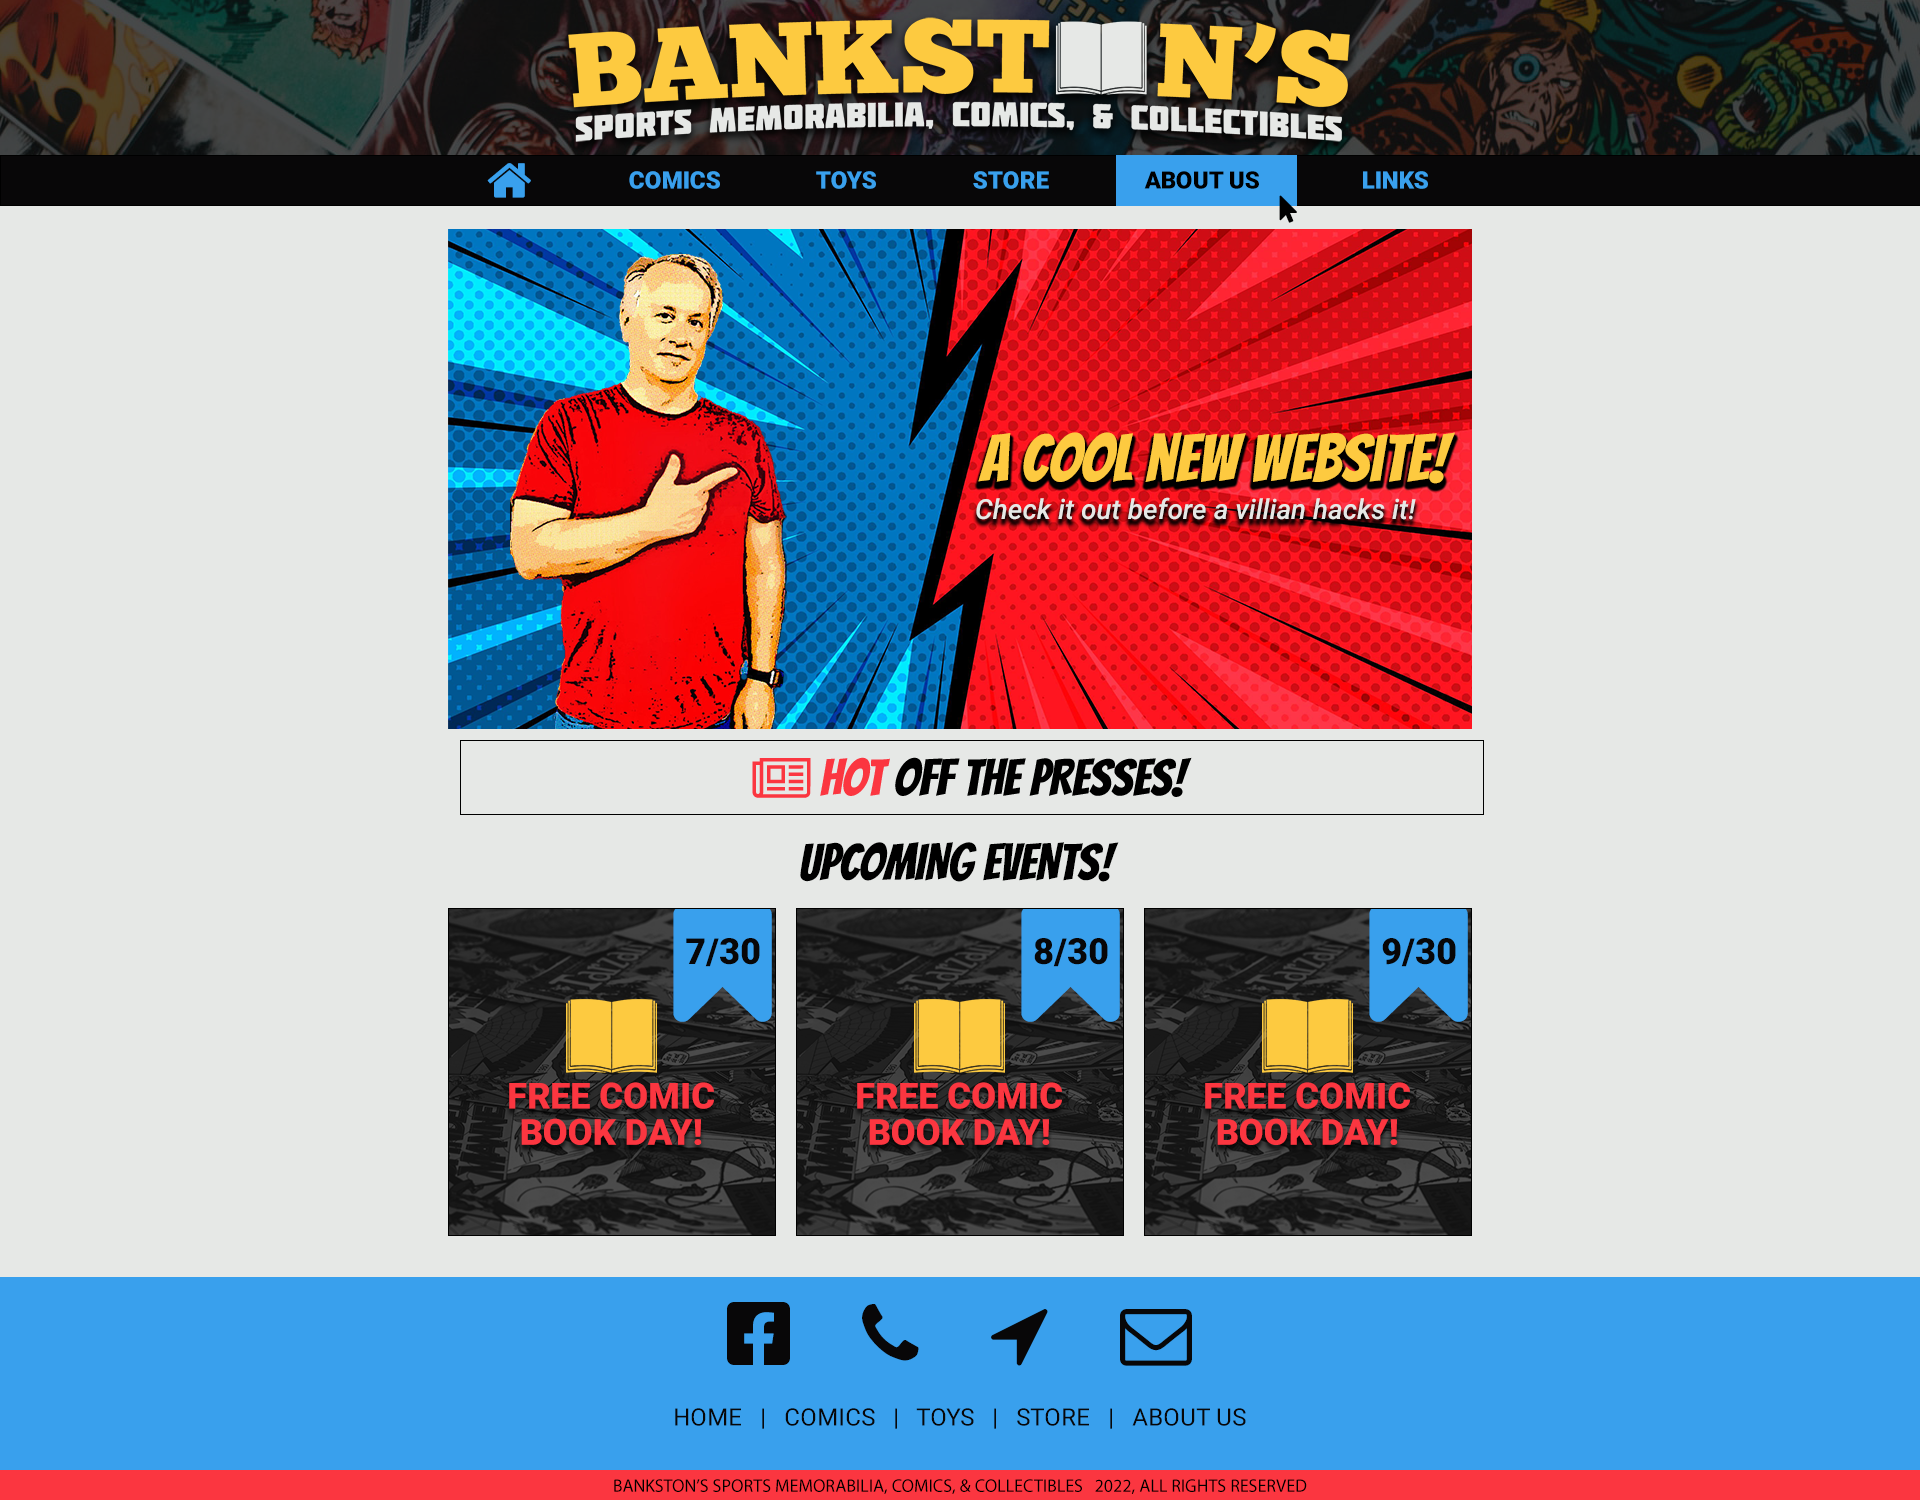 BANKSTON'S
SPORTS MEMORABILIA, COMICS, & COLLECTIBLES
COMICS TOYS STORE ABOUT US LINKS
A COOL NEW WEBSITE!
Check it out before a villian hacks it!
HOT OFF THE PRESSES!
UPCOMING EVENTS!
7/30
FREE COMIC
BOOK DAY!
8/30
FREE COMIC
BOOK DAY!
9/30
FREE COMIC
BOOK DAY!
HOME | COMICS | TOYS | STORE | ABOUT US
BANKSTON'S SPORTS MEMORABILIA, COMICS, & COLLECTIBLES 2022, ALL RIGHTS RESERVED